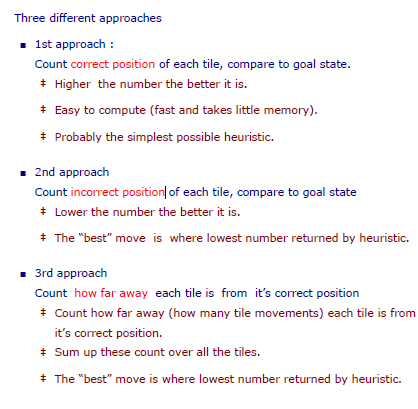 Three different approaches
▪ 1st approach :
Count correct position of each tile, compare to goal state.
‡ Higher the number the better it is.
‡ Easy to compute (fast and takes little memory).
‡ Probably the simplest possible heuristic.
▪ 2nd approach
Count incorrect position of each tile, compare to goal state
‡ Lower the number the better it is.
‡ The “best” move is where lowest number returned by heuristic.
▪ 3rd approach
Count how far away each tile is from it’s correct position
‡ Count how far away (how many tile movements) each tile is from
it’s correct position.
‡ Sum up these count over all the tiles.
‡ The “best” move is where lowest number returned by heuristic.